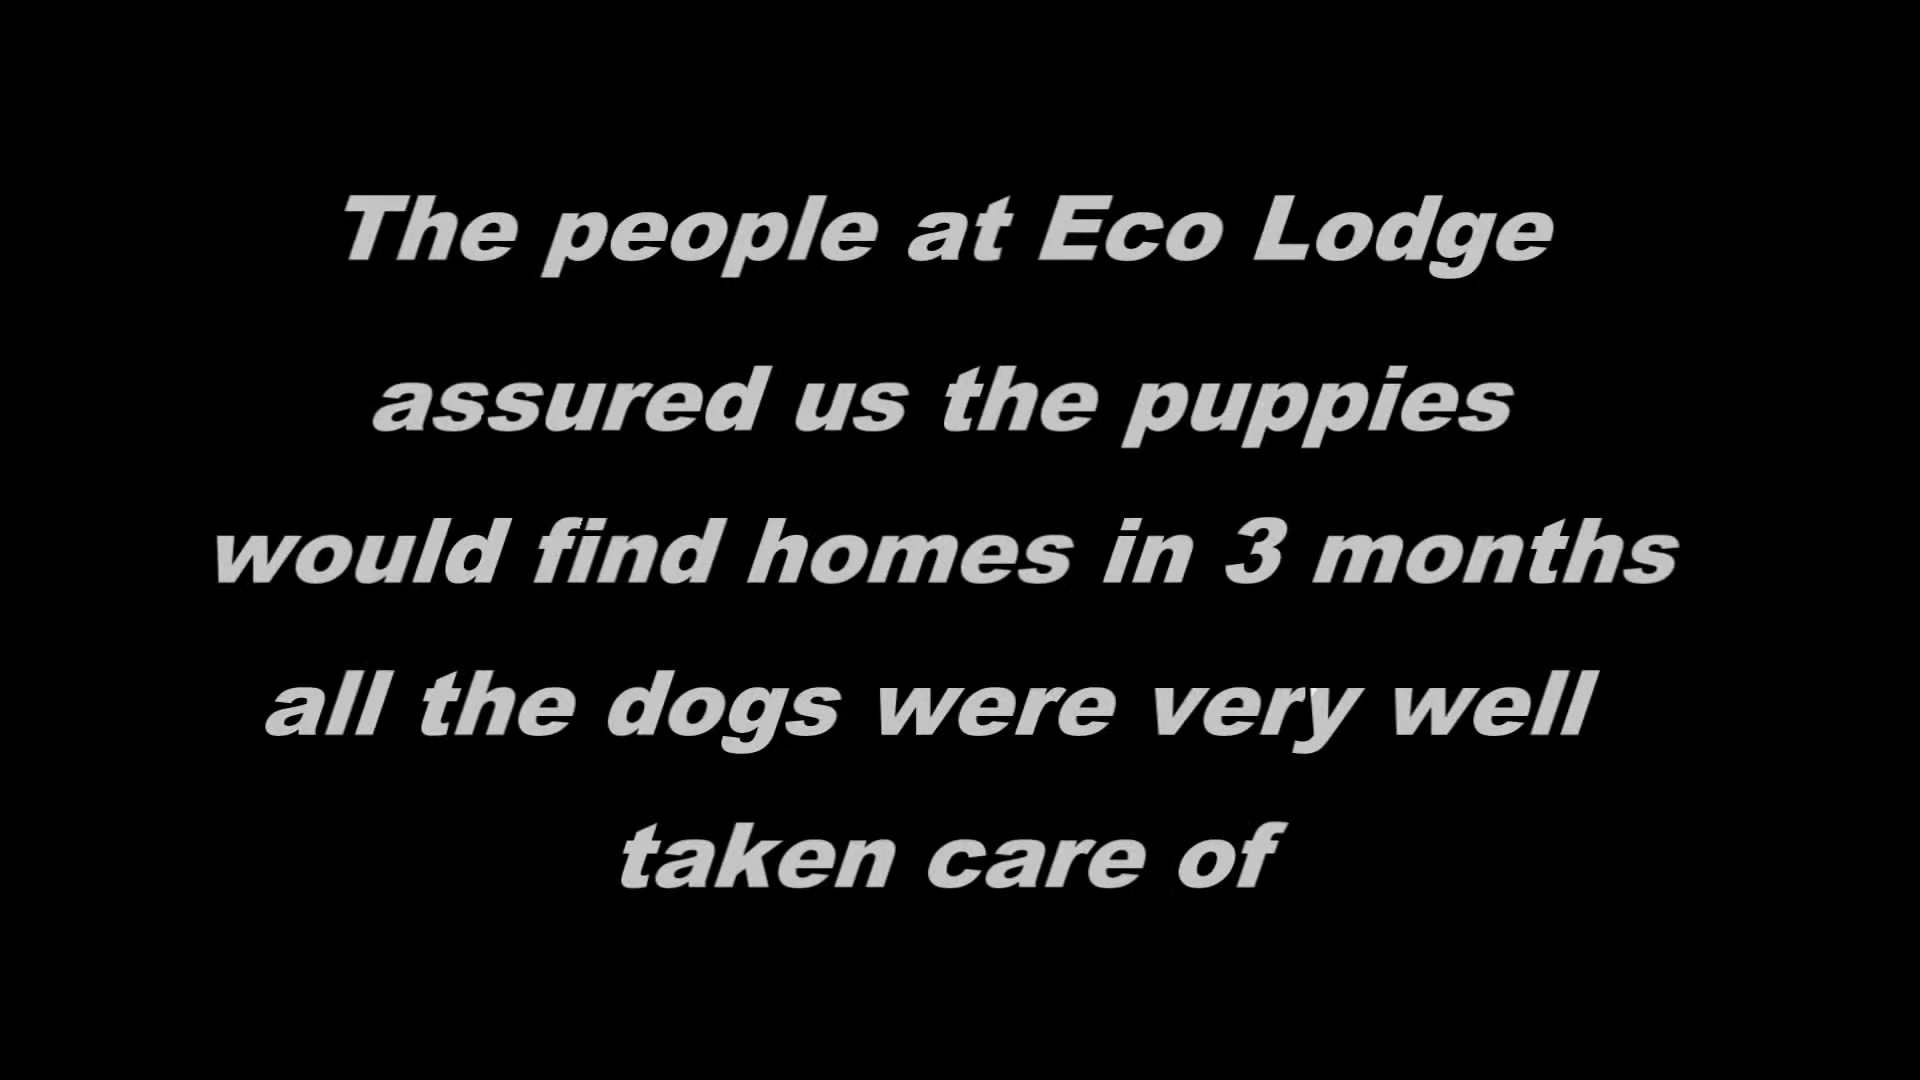 The people at Eco Lodge
assured us the puppies
would find homes in 3 months
all the dogs were very well
taken care of